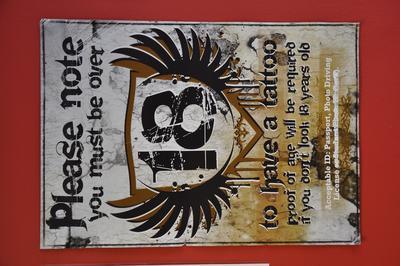 Please note
you must be over
18
to have a tattoo
proof of age will be required
if you don't look 18 years old
Acceptable ID: Passport, Photo Driving
License